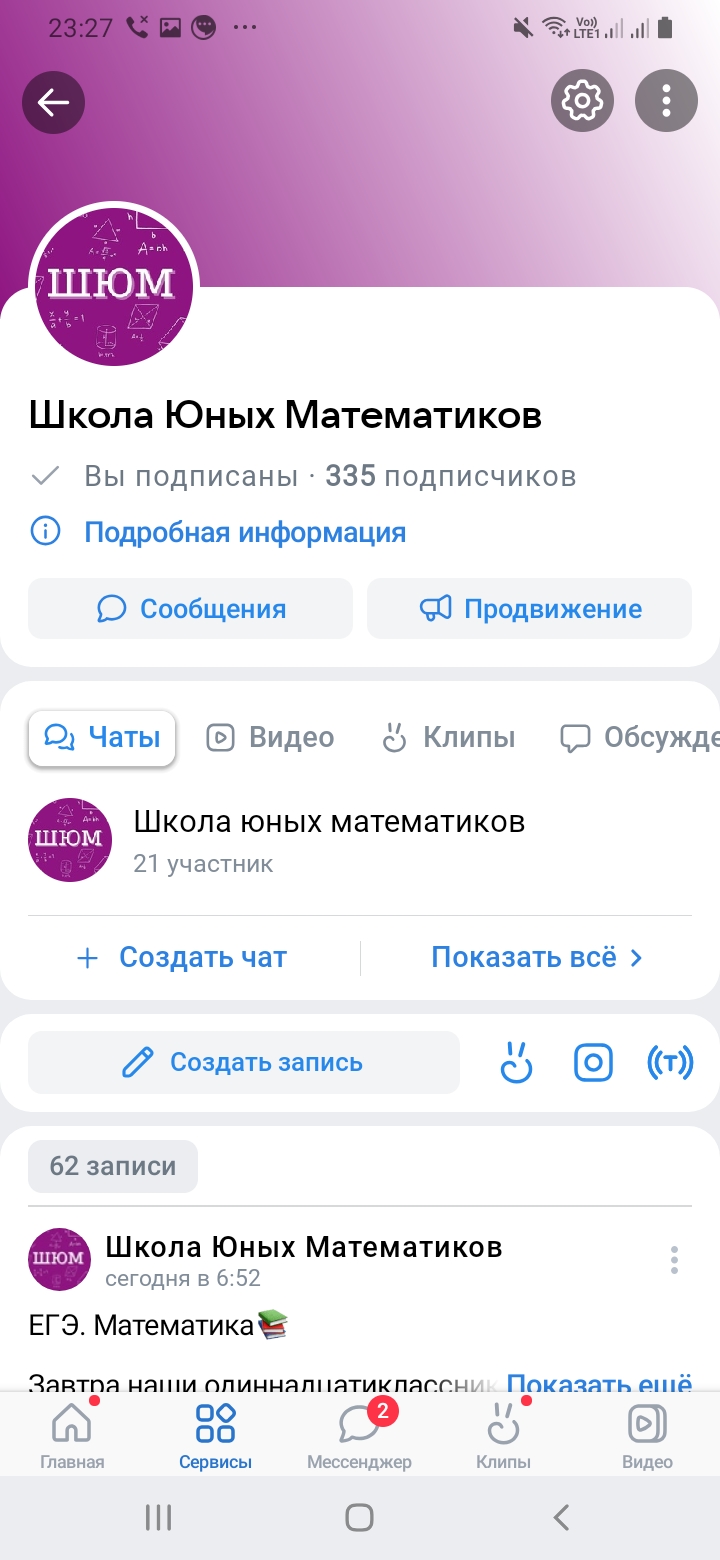 23:27
Vo))
LTE1
ШЮМ
Школа Юных Математиков
Вы подписаны · 335 подписчиков
Подробная информация
Сообщения
Продвижение
Чаты Видео Клипы Обсужде
ШЮМ
Школа юных математиков
21 участник
+ Создать чат
Показать всё >
Создать запись
62 записи
ШЮМ
Школа Юных Математиков
сегодня в 6:52
ЕГЭ. Математика📚
Завтра наши одиннадцатиклассник Показать ещё
2
Главная Сервисы Мессенджер Клипы Видео